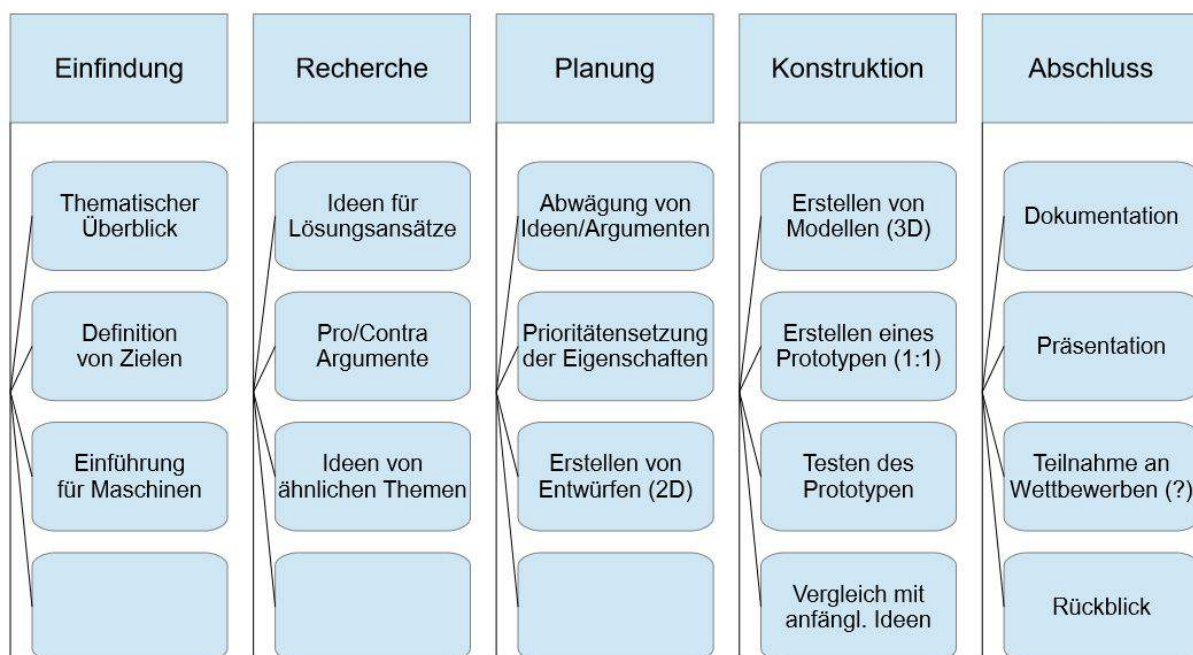 Einfindung
Thematischer
Überblick
Definition
von Zielen
Einführung
für Maschinen
Recherche
Ideen für
Lösungsansätze
Pro/Contra
Argumente
Ideen von
ähnlichen Themen
Planung
Abwägung von
Ideen/Argumenten
Prioritätensetzung
der Eigenschaften
Erstellen von
Entwürfen (2D)
Konstruktion
Erstellen von
Modellen (3D)
Erstellen eines
Prototypen (1:1)
Testen des
Prototypen
Vergleich mit
anfängl. Ideen
Abschluss
Dokumentation
Präsentation
Teilnahme an
Wettbewerben (?)
Rückblick